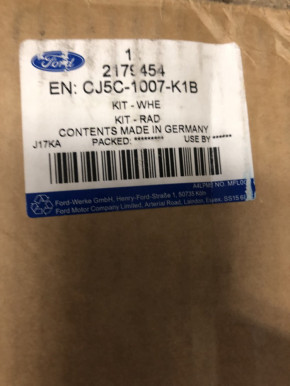 Ford
1
2179454
EN: CJ5C-1007-K1B
KIT - WHE
KIT - RAD
CONTENTS MADE IN GERMANY
J17KA PACKED: ******* USE BY ******
Ford-Werke GmbH, Henry-Ford-Strasse 1, 50735 Köln
Ford Motor Company Limited, Arterial Road, Laindon, Essex,